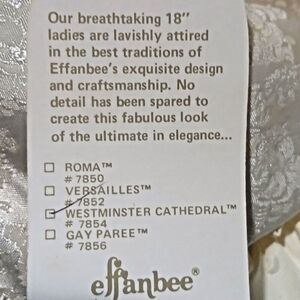 Our breathtaking 18"
ladies are lavishly attired
in the best traditions of
Effanbee's exquisite design
and craftsmanship. No
detail has been spared to
create this fabulous look
of the ultimate in elegance...
ROMA™
# 7850
VERSAILLES™
# 7852
WESTMINSTER CATHEDRAL™
# 7854
GAY PAREE™
# 7856
effanbee®